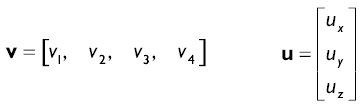 v = [v₁, v₂, v₃, v₄]
u = [uₓ
u_y
u_z]